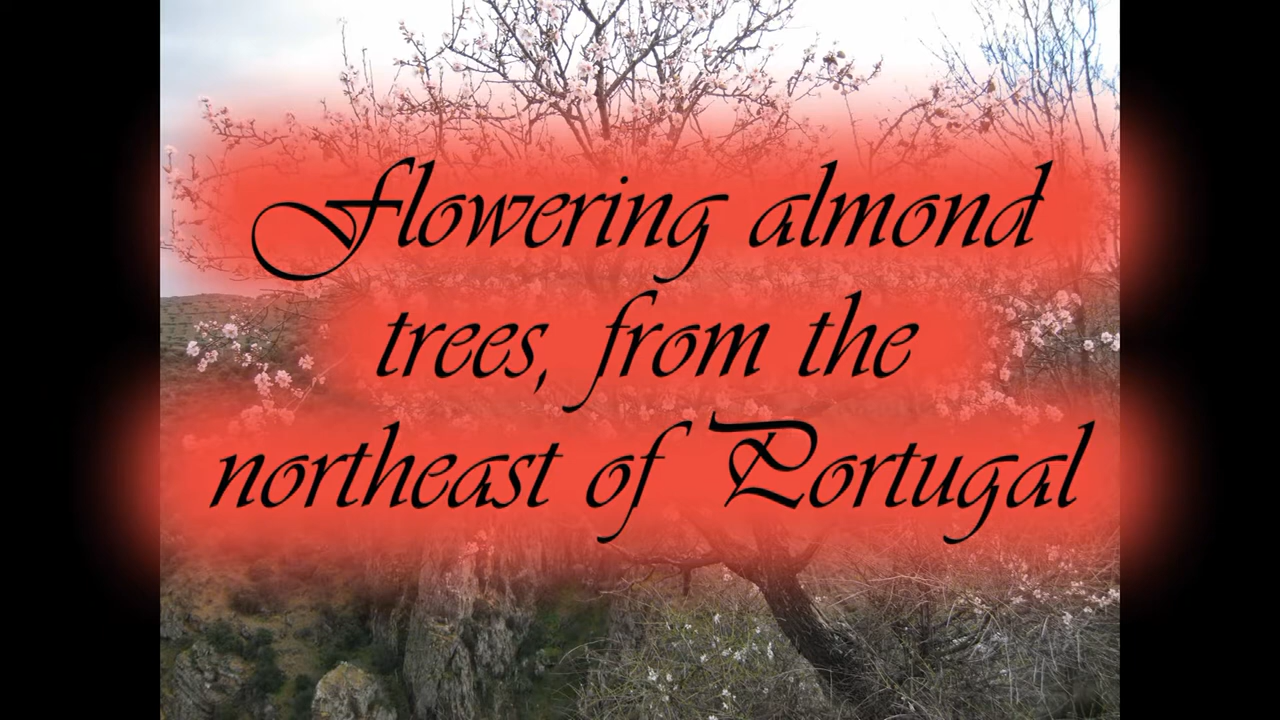 Flowering almond
trees, from the
northeast of Portugal